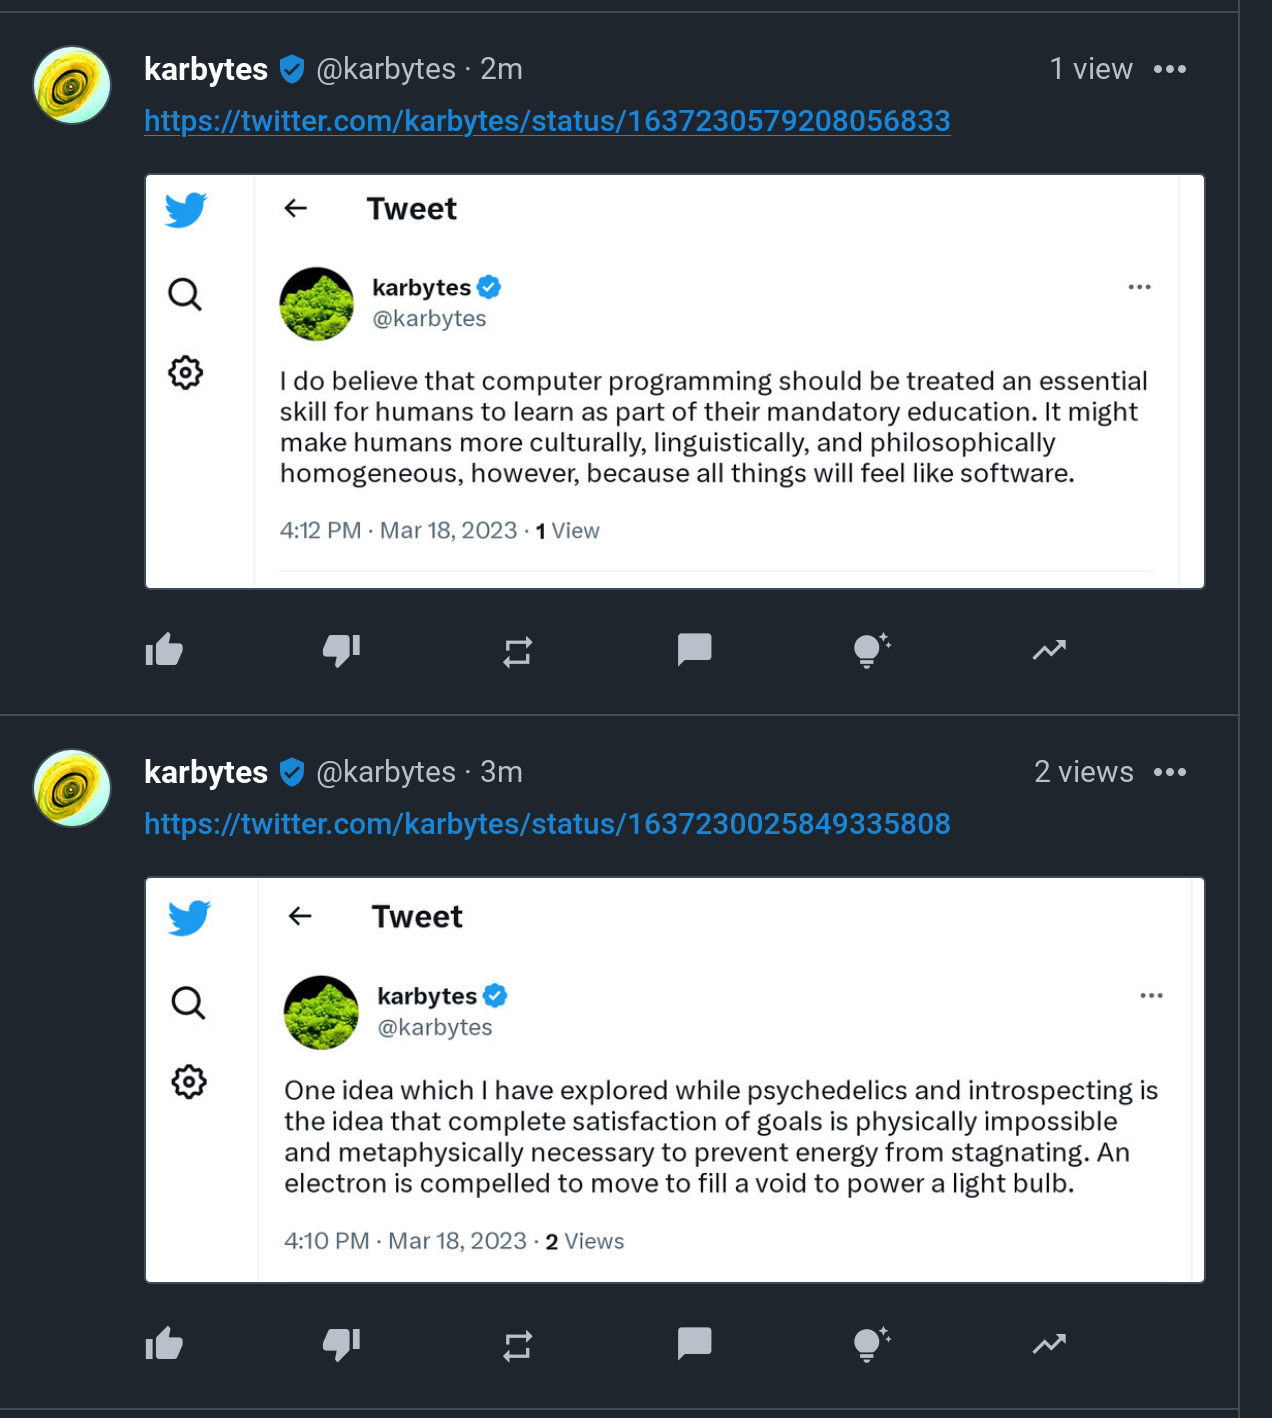 karbytes @karbytes · 2m 1 view
https://twitter.com/karbytes/status/1637230579208056833
Tweet
karbytes
@karbytes
I do believe that computer programming should be treated an essential
skill for humans to learn as part of their mandatory education. It might
make humans more culturally, linguistically, and philosophically
homogeneous, however, because all things will feel like software.
4:12 PM · Mar 18, 2023 · 1 View
karbytes @karbytes · 3m 2 views
https://twitter.com/karbytes/status/1637230025849335808
Tweet
karbytes
@karbytes
One idea which I have explored while psychedelics and introspecting is
the idea that complete satisfaction of goals is physically impossible
and metaphysically necessary to prevent energy from stagnating. An
electron is compelled to move to fill a void to power a light bulb.
4:10 PM · Mar 18, 2023 · 2 Views